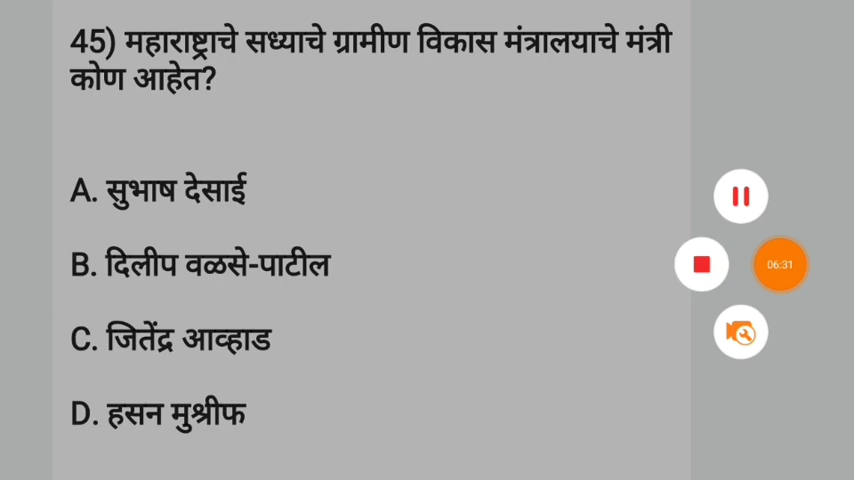 45) महाराष्ट्राचे सध्याचे ग्रामीण विकास मंत्रालयाचे मंत्री
कोण आहेत?
A. सुभाष देसाई
B. दिलीप वळसे-पाटील
C. जितेंद्र आव्हाड
D. हसन मुश्रीफ
06:31